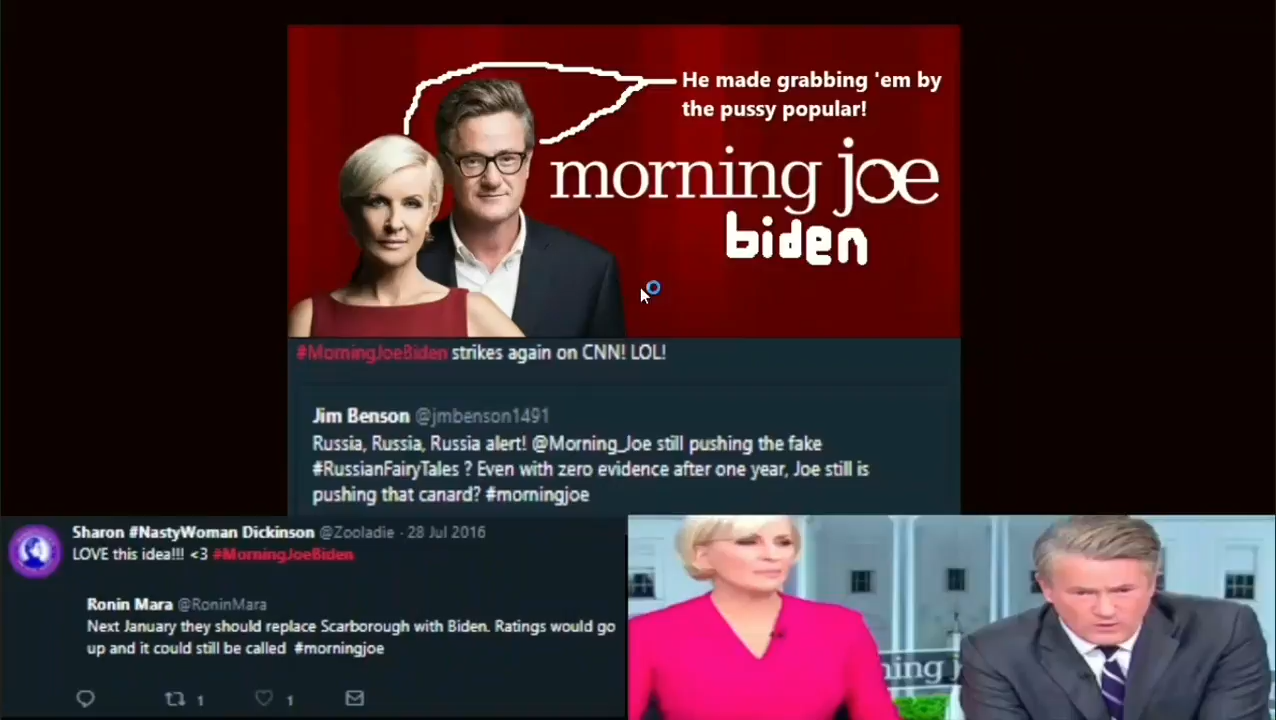 He made grabbing 'em by
the pussy popular!
morning joe
biden
#MorningJoeBiden strikes again on CNN! LOL!
Jim Benson @jmbenson1491
Russia, Russia, Russia alert! @Morning_Joe still pushing the fake
#RussianFairyTales ? Even with zero evidence after one year, Joe still is
pushing that canard? #morningjoe
Sharon #NastyWoman Dickinson @Zooladie · 28 Jul 2016
LOVE this idea!!! <3 #MorningJoeBiden
Ronin Mara @RoninMara
Next January they should replace Scarborough with Biden. Ratings would go
up and it could still be called #morningjoe
1 1
ning j